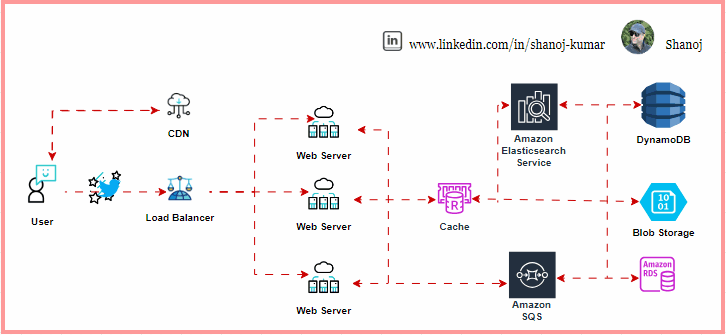 in www.linkedin.com/in/shanoj-kumar Shanoj
CDN
User
Load Balancer
Web Server
Web Server
Web Server
Cache
R
Amazon
Elasticsearch
Service
Amazon
SQS
DynamoDB
10
01
Blob Storage
Amazon
RDS